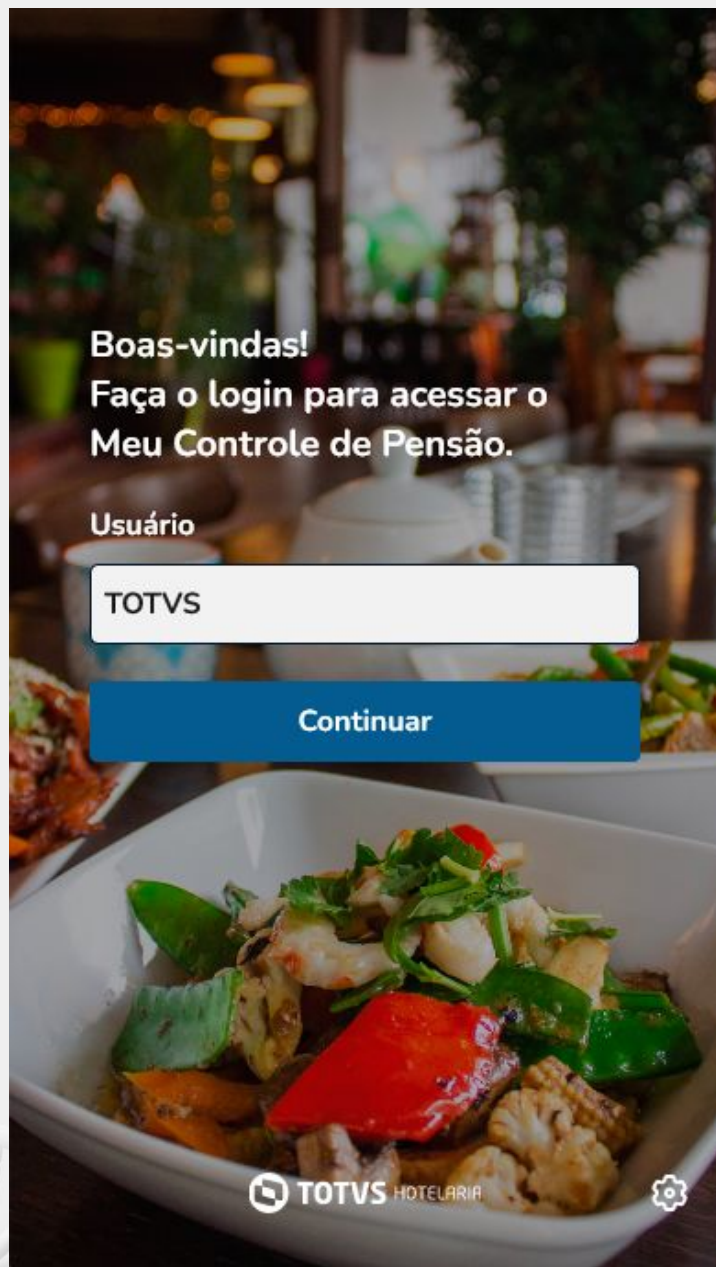 Boas-vindas!
Faça o login para acessar o
Meu Controle de Pensão.
Usuário
TOTVS
Continuar
TOTVS HOTELARIA